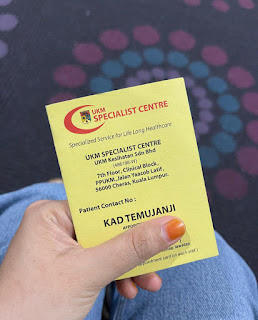 UKM
SPECIALIST CENTRE
Specialized Service for Life Long Healthcare
UKM SPECIALIST CENTRE
UKM Kesihatan Sdn Bhd
7th Floor, Clinical Block,
PPUKM, Jalan Yaacob Latif,
56000 Cheras, Kuala Lumpur.
Patient Contact No :
KAD TEMUJANJI